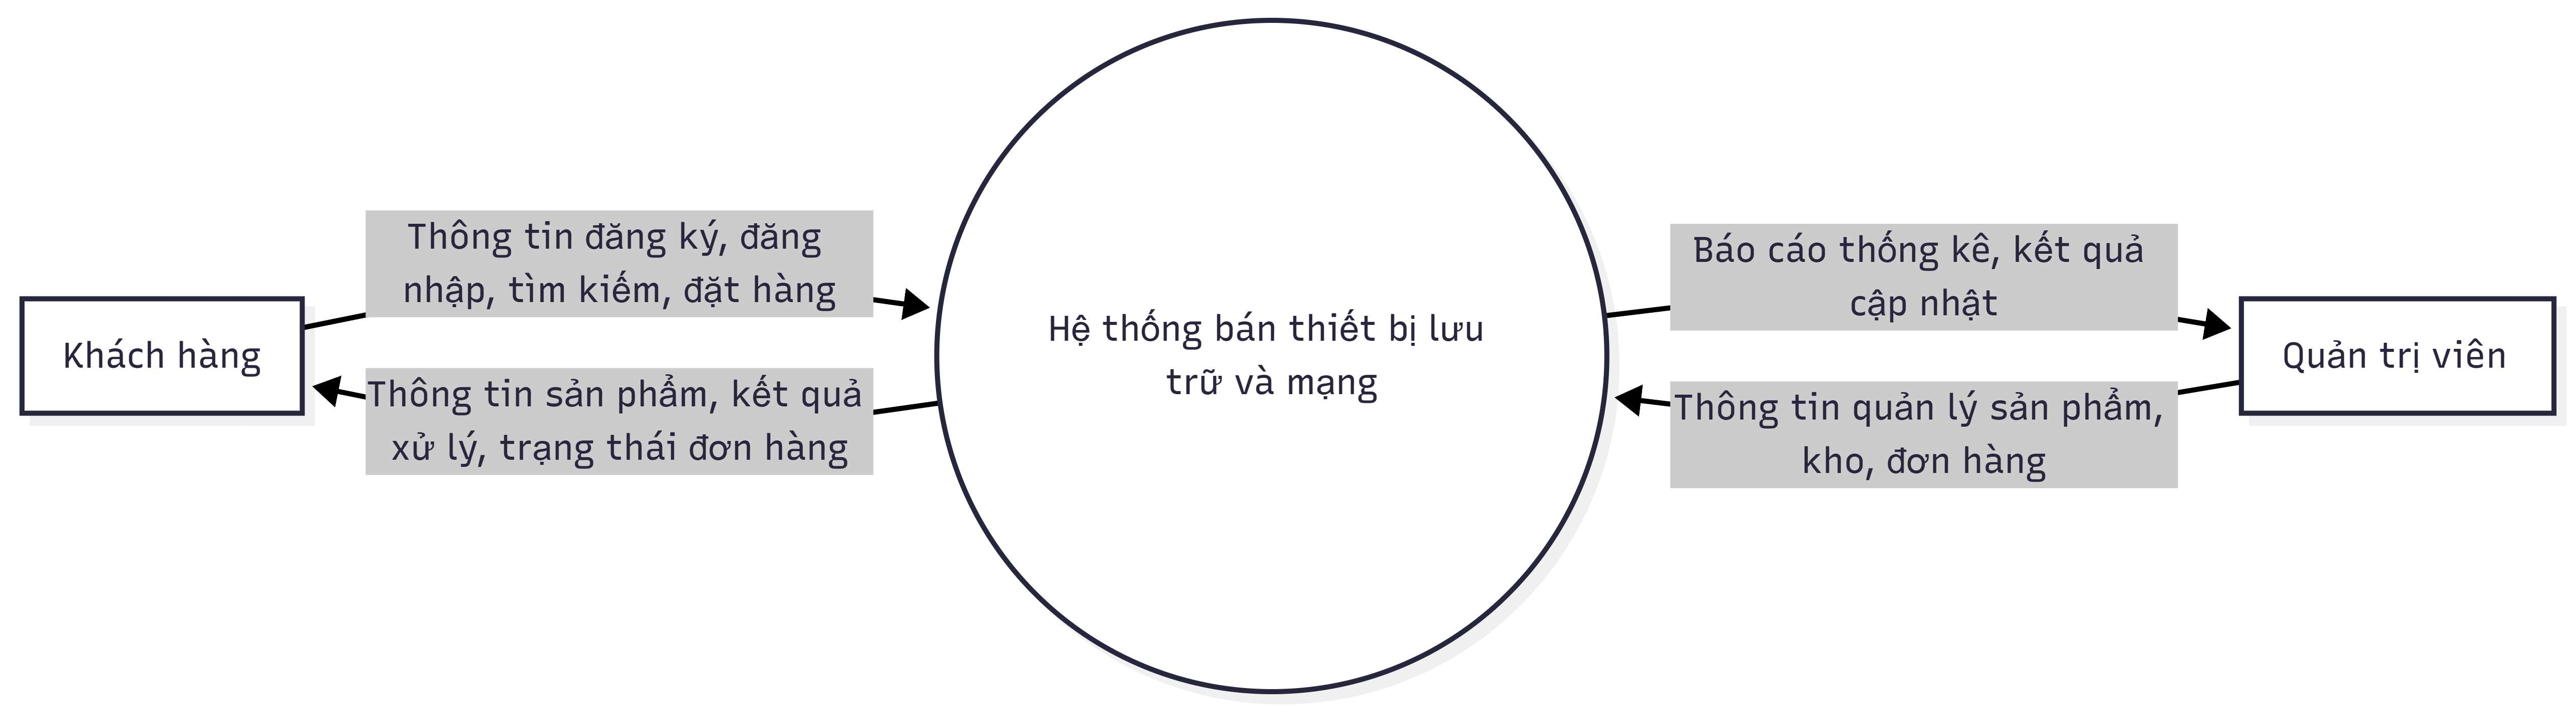 Khách hàng
Thông tin đăng ký, đăng
nhập, tìm kiếm, đặt hàng
Thông tin sản phẩm, kết quả
xử lý, trạng thái đơn hàng
Hệ thống bán thiết bị lưu
trữ và mạng
Báo cáo thống kê, kết quả
cập nhật
Thông tin quản lý sản phẩm,
kho, đơn hàng
Quản trị viên